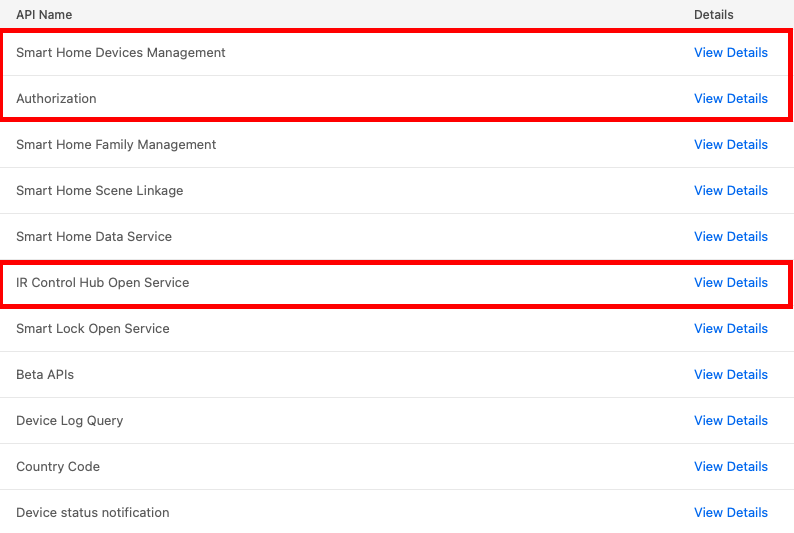 API Name Details
Smart Home Devices Management View Details
Authorization View Details
Smart Home Family Management View Details
Smart Home Scene Linkage View Details
Smart Home Data Service View Details
IR Control Hub Open Service View Details
Smart Lock Open Service View Details
Beta APIs View Details
Device Log Query View Details
Country Code View Details
Device status notification View Details